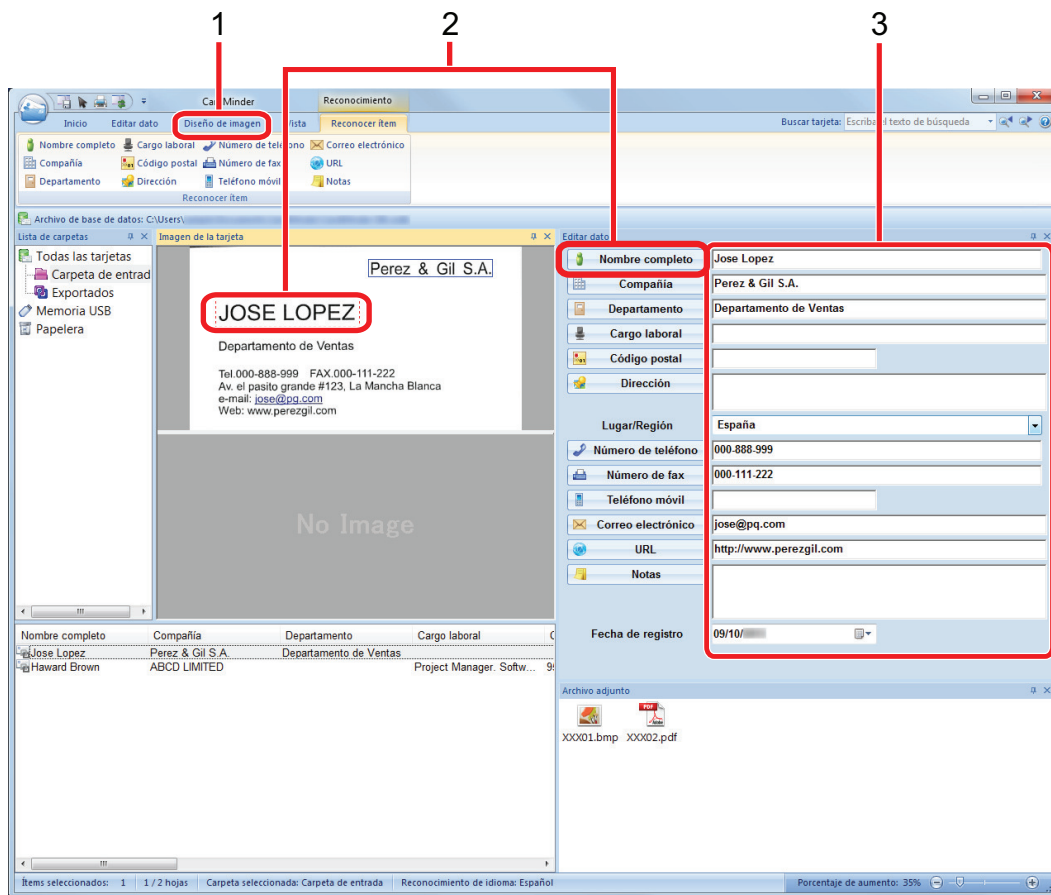 1 2 3
CardMinder Reconocimiento
Inicio Editar dato Diseño de imagen Vista Reconocer ítem Buscar tarjeta: Escriba el texto de búsqueda
Nombre completo Cargo laboral Número de teléfono Correo electrónico
Compañía Código postal Número de fax URL
Departamento Dirección Teléfono móvil Notas
Reconocer ítem
Archivo de base de datos: C:\Users\
Lista de carpetas
Todas las tarjetas
Carpeta de entrad
Exportados
Memoria USB
Papelera
Imagen de la tarjeta
Perez & Gil S.A.
JOSE LOPEZ
Departamento de Ventas
Tel.000-888-999 FAX.000-111-222
Av. el pasito grande #123, La Mancha Blanca
e-mail: jose@pq.com
Web: www.perezgil.com
No Image
Editar dato
Nombre completo Jose Lopez
Compañía Perez & Gil S.A.
Departamento Departamento de Ventas
Cargo laboral
Código postal
Dirección
Lugar/Región España
Número de teléfono 000-888-999
Número de fax 000-111-222
Teléfono móvil
Correo electrónico jose@pq.com
URL http://www.perezgil.com
Notas
Fecha de registro 09/10/
Nombre completo Compañía Departamento Cargo laboral
Jose Lopez Perez & Gil S.A. Departamento de Ventas
Haward Brown ABCD LIMITED Project Manager. Softw... 99
Archivo adjunto
XXX01.bmp XXX02.pdf
Ítems seleccionados: 1 1 / 2 hojas Carpeta seleccionada: Carpeta de entrada Reconocimiento de idioma: Español Porcentaje de aumento: 35%